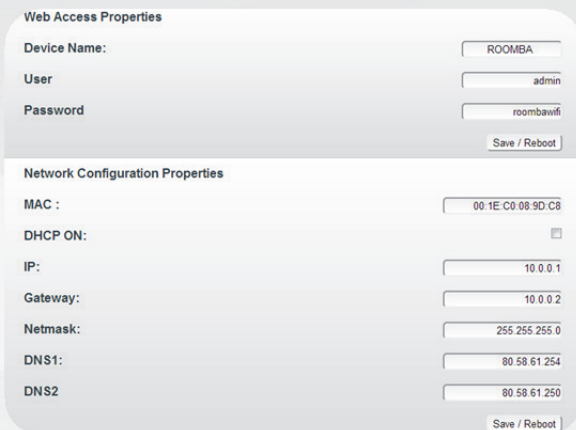 Web Access Properties
Device Name: ROOMBA
User admin
Password roombawifi
Save / Reboot
Network Configuration Properties
MAC : 00:1E:C0:08:9D:C8
DHCP ON:
IP: 10.0.0.1
Gateway: 10.0.0.2
Netmask: 255.255.255.0
DNS1: 80.58.61.254
DNS2 80.58.61.250
Save / Reboot